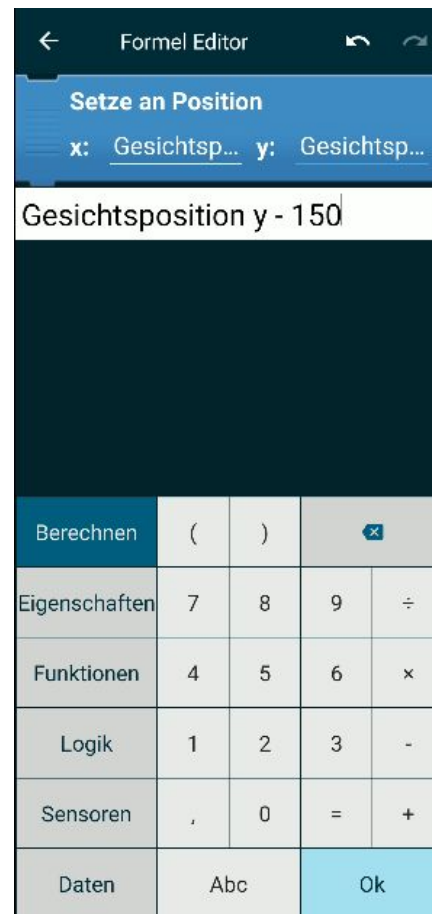 Formel Editor
Setze an Position
x: Gesichtsp... y: Gesichtsp...
Gesichtsposition y - 150
Berechnen ( )
Eigenschaften 7 8 9 ÷
Funktionen 4 5 6 ×
Logik 1 2 3 -
Sensoren , 0 = +
Daten Abc Ok